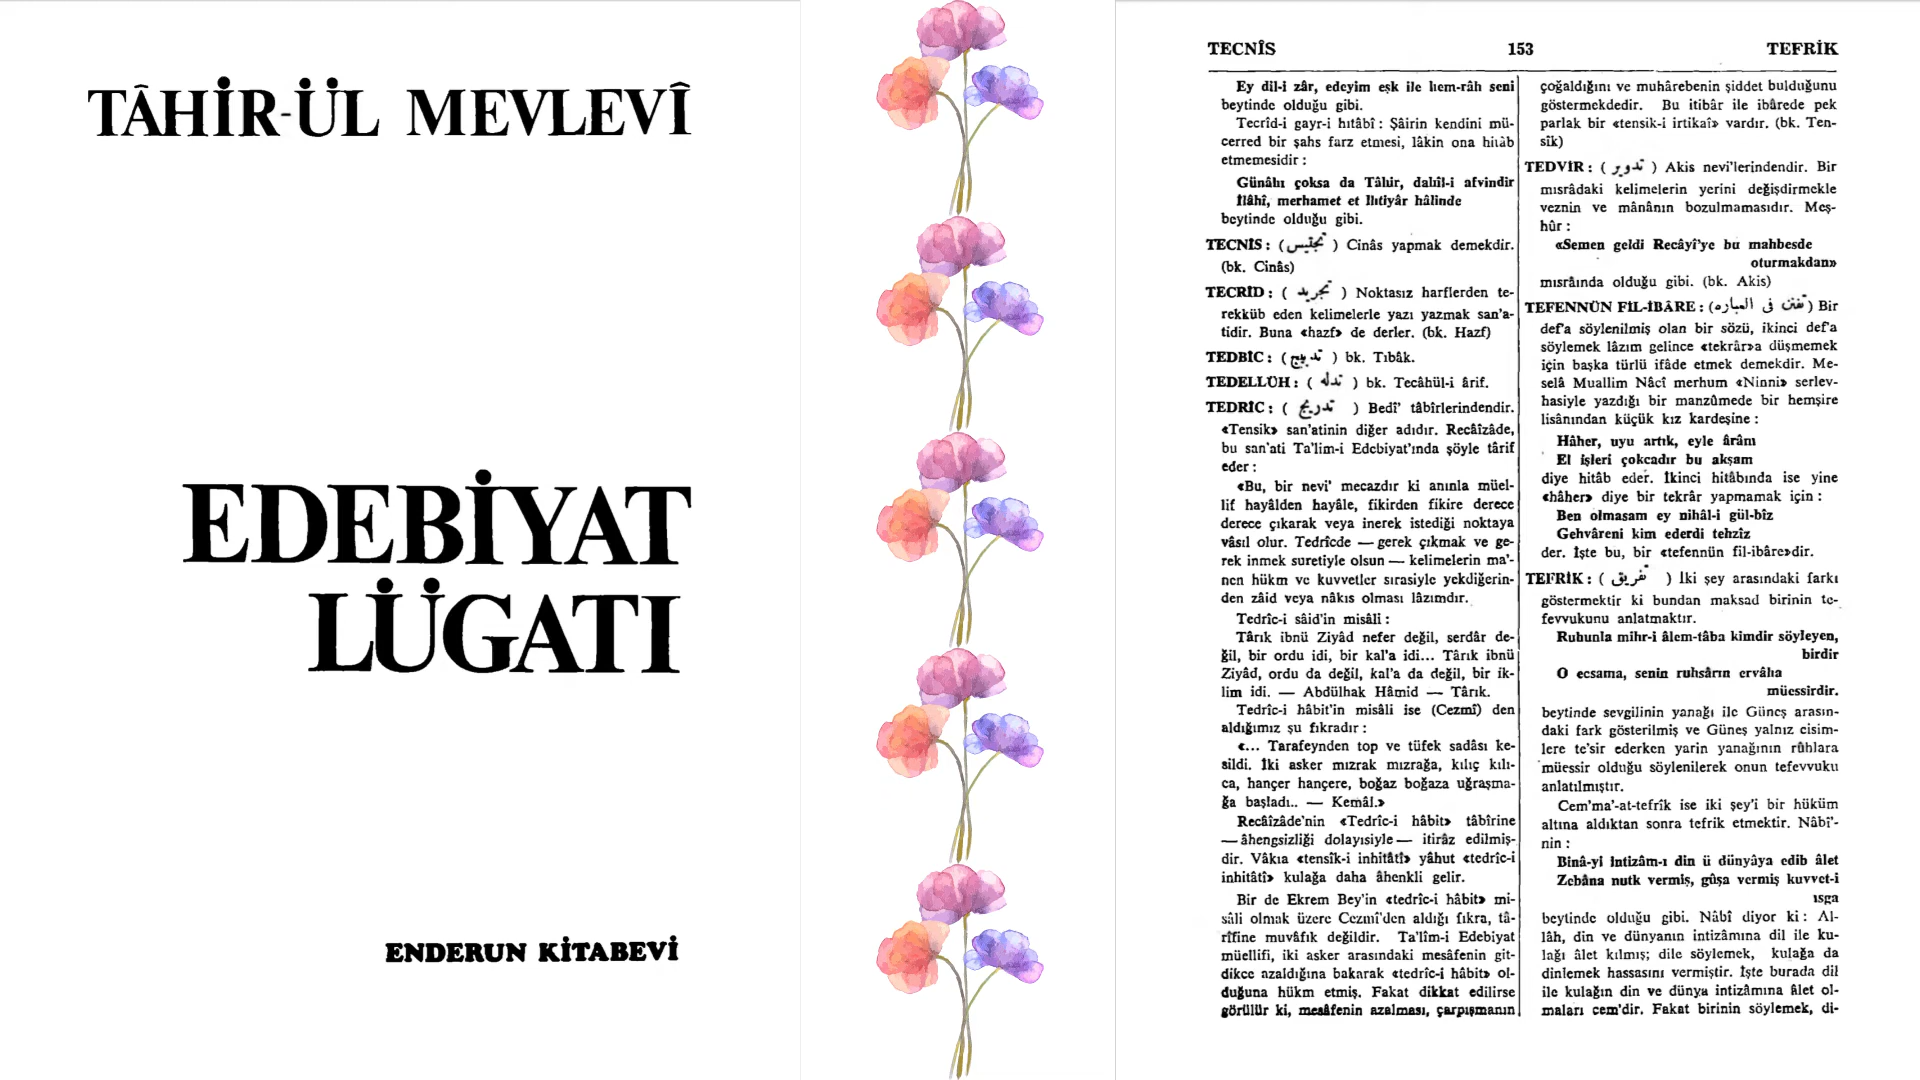 TÂHİR-ÜL MEVLEVÎ
EDEBİYAT
LÜGATI
ENDERUN KİTABEVİ
TECNÎS 153 TEFRİK
Ey dil-i zâr, edeyim eşk ile hem-râh seni
beytinde olduğu gibi.
Tecrîd-i gayr-i hıtâbî : Şâirin kendini mü-
cerred bir şahs farz etmesi, lâkin ona hitâb
etmemesidir :
Günâhı çoksa da Tâhir, dahîl-i afvindir
İlâhî, merhamet et Ihtiyâr hâlinde
beytinde olduğu gibi.
TECNİS : ( تجنيس ) Cinâs yapmak demekdir.
(bk. Cinâs)
TECRİD : ( تجريد ) Noktasız harflerden te-
rekküb eden kelimelerle yazı yazmak san'a-
tidir. Buna «hazf» de derler. (bk. Hazf)
TEDBİC : ( تدبيج ) bk. Tıbâk.
TEDELLÜH : ( تدله ) bk. Tecâhül-i ârif.
TEDRİC : ( تدريج ) Bedî' tâbîrlerindendir.
«Tensik» san'atinin diğer adıdır. Recâîzâde,
bu san'ati Ta'lim-i Edebiyat'ında şöyle târif
eder :
«Bu, bir nevi' mecazdır ki anınla müel-
lif hayâlden hayâle, fikirden fikire derece
derece çıkarak veya inerek istediği noktaya
vâsıl olur. Tedrîcde — gerek çıkmak ve ge-
rek inmek suretiyle olsun — kelimelerin ma'-
nen hükm ve kuvvetler sırasiyle yekdiğerin-
den zâid veya nâkıs olması lâzımdır.
Tedrîc-i sâid'in misâli :
Târık ibnü Ziyâd nefer değil, serdâr de-
ğil, bir ordu idi, bir kal'a idi... Târık ibnü
Ziyâd, ordu da değil, kal'a da değil, bir ik-
lim idi. — Abdülhak Hâmid — Târık.
Tedrîc-i hâbit'in misâli ise (Cezmî) den
aldığımız şu fıkradır :
«... Tarafeynden top ve tüfek sadâsı ke-
sildi. İki asker mızrak mızrağa, kılıç kılı-
ca, hançer hançere, boğaz boğaza uğraşma-
ğa başladı.. — Kemâl.»
Recâîzâde'nin «Tedrîc-i hâbit» tâbîrine
— âhengsizliği dolayısiyle — itirâz edilmiş-
dir. Vâkıa «tensîk-i inhitâtî» yâhut «tedrîc-i
inhitâtî» kulağa daha âhenkli gelir.
Bir de Ekrem Bey'in «tedrîc-i hâbit» mi-
sâli olmak üzere Cezmî'den aldığı fıkra, tâ-
rîfine muvâfık değildir. Ta'lîm-i Edebiyat
müellifi, iki asker arasındaki mesâfenin git-
dikce azaldığına bakarak «tedrîc-i hâbit» ol-
duğuna hükm etmiş. Fakat dikkat edilirse
görülür ki, mesâfenin azalması, çarpışmanın
çoğaldığını ve muhârebenin şiddet bulduğunu
göstermekdedir. Bu itibâr ile ibârede pek
parlak bir «tensik-i irtikaî» vardır. (bk. Ten-
sîk)
TEDVİR : ( تدوير ) Akis nevi'lerindendir. Bir
mısrâdaki kelimelerin yerini değişdirmekle
veznin ve mânânın bozulmamasıdır. Meş-
hûr :
«Semen geldi Recâyî'ye bu mahbesde
oturmakdan»
mısrâında olduğu gibi. (bk. Akis)
TEFENNÜN FİL-İBÂRE : ( تفنن فى العباره ) Bir
def'a söylenilmiş olan bir sözü, ikinci def'a
söylemek lâzım gelince «tekrâr»a düşmemek
için başka türlü ifâde etmek demekdir. Me-
selâ Muallim Nâcî merhum «Ninni» serlev-
hasiyle yazdığı bir manzûmede bir hemşire
lisânından küçük kız kardeşine :
Hâher, uyu artık, eyle ârâm
El işleri çokcadır bu akşam
diye hitâb eder. İkinci hitâbında ise yine
«hâher» diye bir tekrâr yapmamak için :
Ben olmasam ey nihâl-i gül-bîz
Gehvâreni kim ederdi tehzîz
der. İşte bu, bir «tefennün fil-ibâre»dir.
TEFRİK : ( تفريق ) İki şey arasındaki farkı
göstermektir ki bundan maksad birinin te-
fevvukunu anlatmaktır.
Ruhunla mihr-i âlem-tâba kimdir söyleyen,
birdir
O ecsama, senin ruhsârın ervâha
müessirdir.
beytinde sevgilinin yanağı ile Güneş arasın-
daki fark gösterilmiş ve Güneş yalnız cisim-
lere te'sir ederken yarin yanağının rûhlara
müessir olduğu söylenilerek onun tefevvuku
anlatılmıştır.
Cem'ma'-at-tefrîk ise iki şey'i bir hüküm
altına aldıktan sonra tefrik etmektir. Nâbî'-
nin :
Binâ-yi intizâm-ı din ü dünyâya edib âlet
Zebâna nutk vermiş, gûşa vermiş kuvvet-i
ısga
beytinde olduğu gibi. Nâbî diyor ki : Al-
lâh, din ve dünyanın intizâmına dil ile ku-
lağı âlet kılmış; dile söylemek, kulağa da
dinlemek hassasını vermiştir. İşte burada dil
ile kulağın din ve dünya intizâmına âlet ol-
maları cem'dir. Fakat birinin söylemek, di-